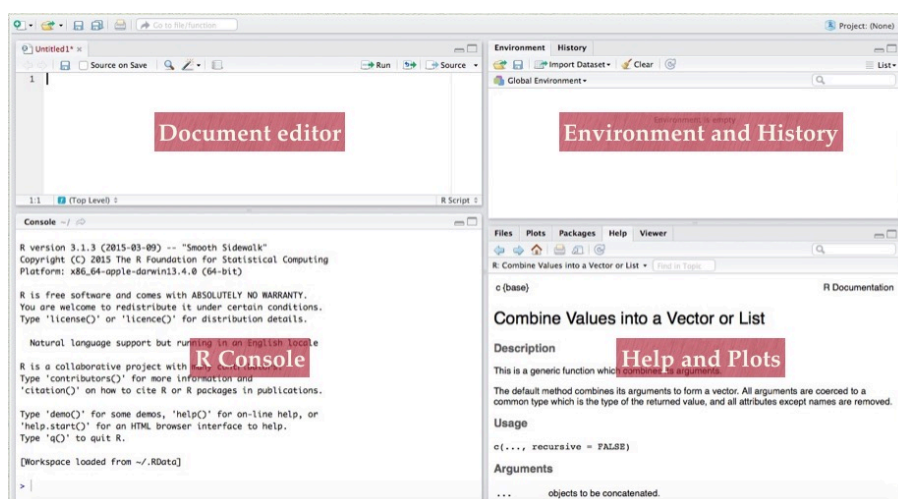 Go to file/function
Project: (None)
Untitled1*
Source on Save
Run
Source
1
Document editor
1:1
(Top Level)
R Script
Console ~/
R version 3.1.3 (2015-03-09) -- "Smooth Sidewalk"
Copyright (C) 2015 The R Foundation for Statistical Computing
Platform: x86_64-apple-darwin13.4.0 (64-bit)
R is free software and comes with ABSOLUTELY NO WARRANTY.
You are welcome to redistribute it under certain conditions.
Type 'license()' or 'licence()' for distribution details.
Natural language support but running in an English locale
R Console
R is a collaborative project with many contributors.
Type 'contributors()' for more information and
'citation()' on how to cite R or R packages in publications.
Type 'demo()' for some demos, 'help()' for on-line help, or
'help.start()' for an HTML browser interface to help.
Type 'q()' to quit R.
[Workspace loaded from ~/.RData]
>
Environment History
Import Dataset
Clear
List
Global Environment
Environment is empty
Environment and History
Files Plots Packages Help Viewer
R: Combine Values into a Vector or List
Find in Topic
c {base}
R Documentation
Combine Values into a Vector or List
Description
Help and Plots
This is a generic function which combines its arguments.
The default method combines its arguments to form a vector. All arguments are coerced to a
common type which is the type of the returned value, and all attributes except names are removed.
Usage
c(..., recursive = FALSE)
Arguments
... objects to be concatenated.